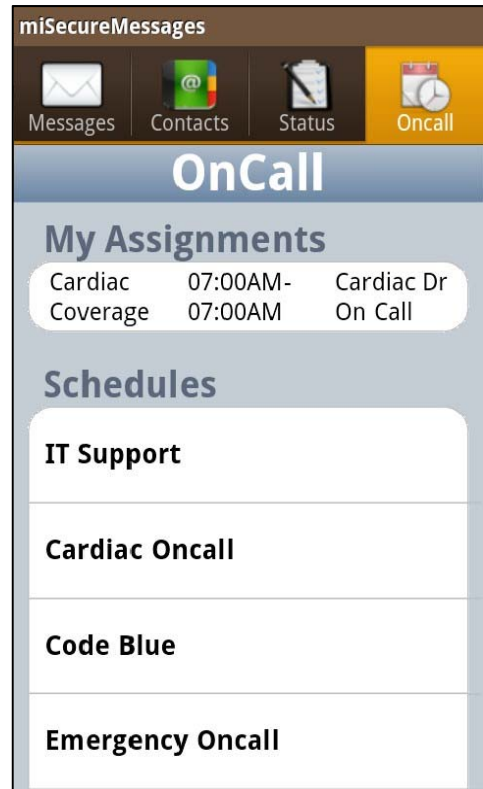 miSecureMessages
@
Messages Contacts Status Oncall
OnCall
My Assignments
Cardiac 07:00AM- Cardiac Dr
Coverage 07:00AM On Call
Schedules
IT Support
Cardiac Oncall
Code Blue
Emergency Oncall